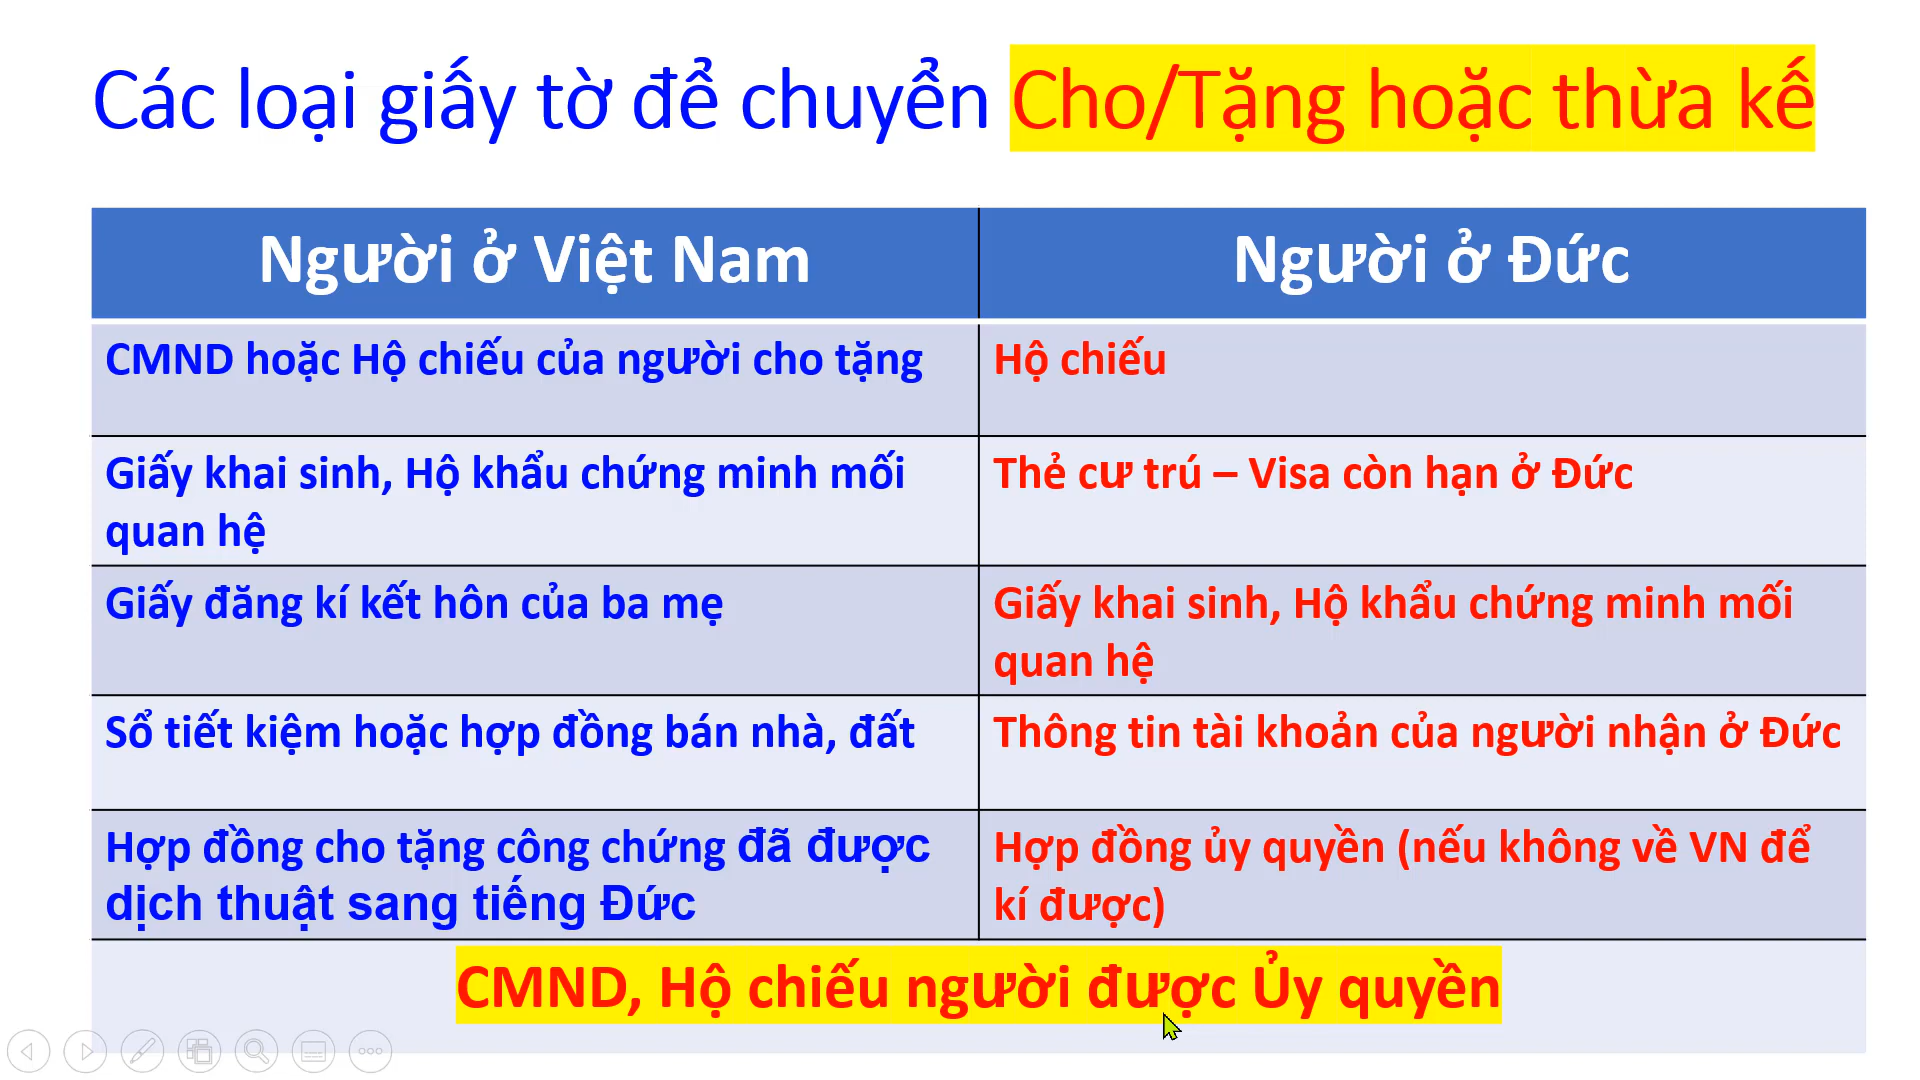 Các loại giấy tờ để chuyển Cho/Tặng hoặc thừa kế
Người ở Việt Nam
Người ở Đức
CMND hoặc Hộ chiếu của người cho tặng
Hộ chiếu
Giấy khai sinh, Hộ khẩu chứng minh mối
quan hệ
Thẻ cư trú – Visa còn hạn ở Đức
Giấy đăng kí kết hôn của ba mẹ
Giấy khai sinh, Hộ khẩu chứng minh mối
quan hệ
Sổ tiết kiệm hoặc hợp đồng bán nhà, đất
Thông tin tài khoản của người nhận ở Đức
Hợp đồng cho tặng công chứng đã được
dịch thuật sang tiếng Đức
Hợp đồng ủy quyền (nếu không về VN để
kí được)
CMND, Hộ chiếu người được Ủy quyền